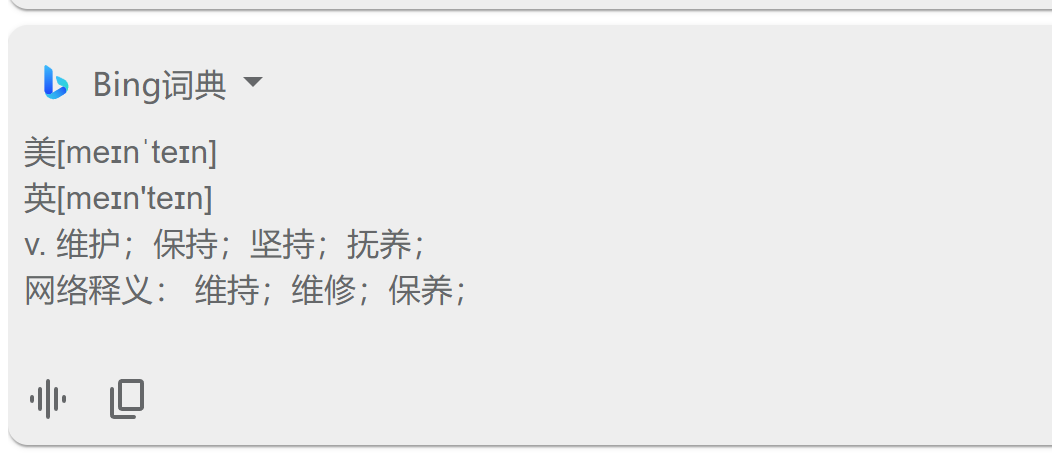 Bing词典
美[meɪnˈteɪn]
英[meɪn'teɪn]
v. 维护；保持；坚持；抚养；
网络释义： 维持；维修；保养；